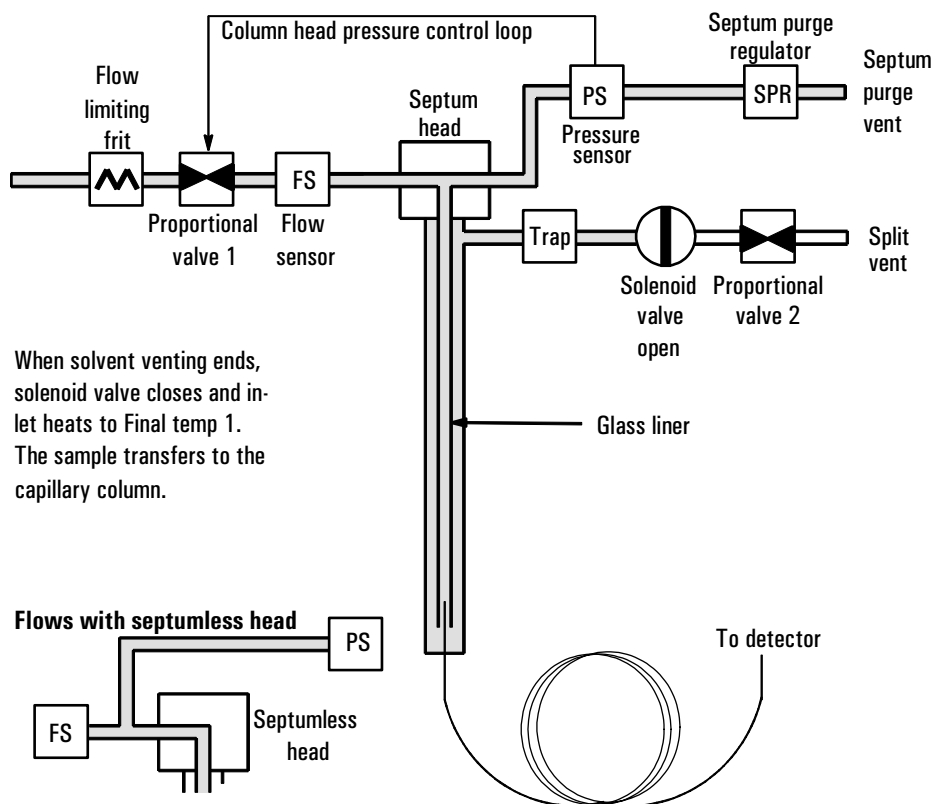 Column head pressure control loop
Septum purge
regulator
Septum
purge
vent
Flow
limiting
frit
Septum
head
PS
SPR
Pressure
sensor
FS
Proportional
valve 1
Flow
sensor
Trap
Split
vent
Solenoid
valve
open
Proportional
valve 2
When solvent venting ends,
solenoid valve closes and in-
let heats to Final temp 1.
The sample transfers to the
capillary column.
Glass liner
Flows with septumless head
PS
To detector
FS
Septumless
head